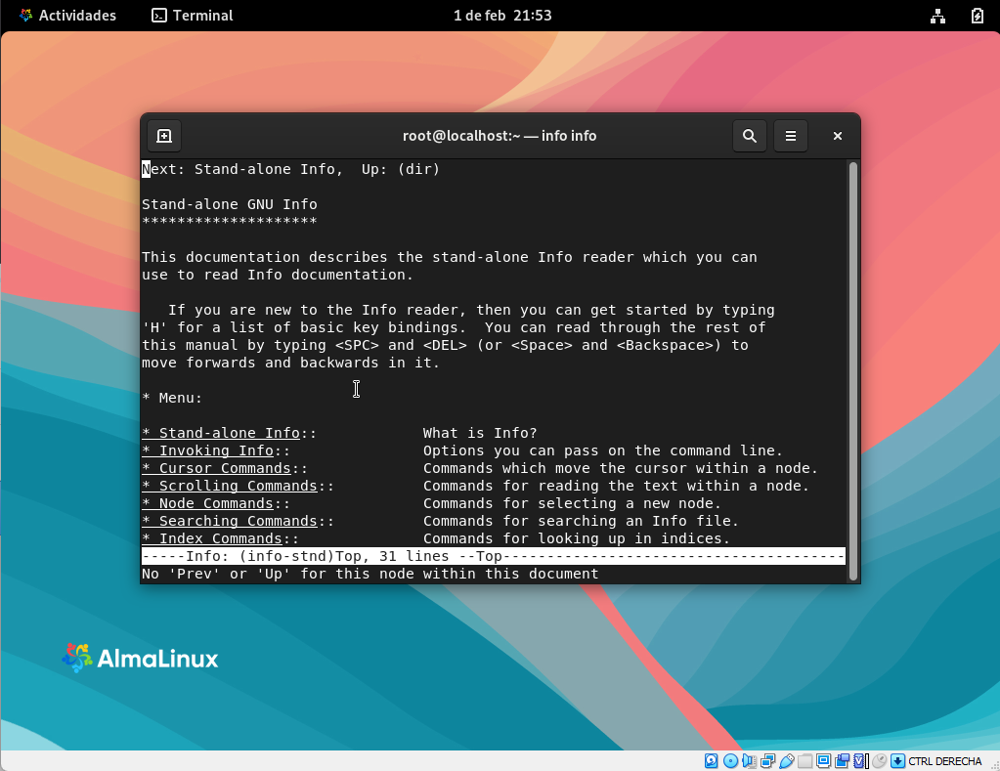 Actividades Terminal 1 de feb 21:53
root@localhost:~ — info info
Next: Stand-alone Info,  Up: (dir)
Stand-alone GNU Info
********************
This documentation describes the stand-alone Info reader which you can
use to read Info documentation.
If you are new to the Info reader, then you can get started by typing
'H' for a list of basic key bindings.  You can read through the rest of
this manual by typing <SPC> and <DEL> (or <Space> and <Backspace>) to
move forwards and backwards in it.
* Menu:
* Stand-alone Info::            What is Info?
* Invoking Info::               Options you can pass on the command line.
* Cursor Commands::             Commands which move the cursor within a node.
* Scrolling Commands::          Commands for reading the text within a node.
* Node Commands::               Commands for selecting a new node.
* Searching Commands::          Commands for searching an Info file.
* Index Commands::              Commands for looking up in indices.
-----Info: (info-stnd)Top, 31 lines --Top---------------------------------------
No 'Prev' or 'Up' for this node within this document
AlmaLinux
CTRL DERECHA